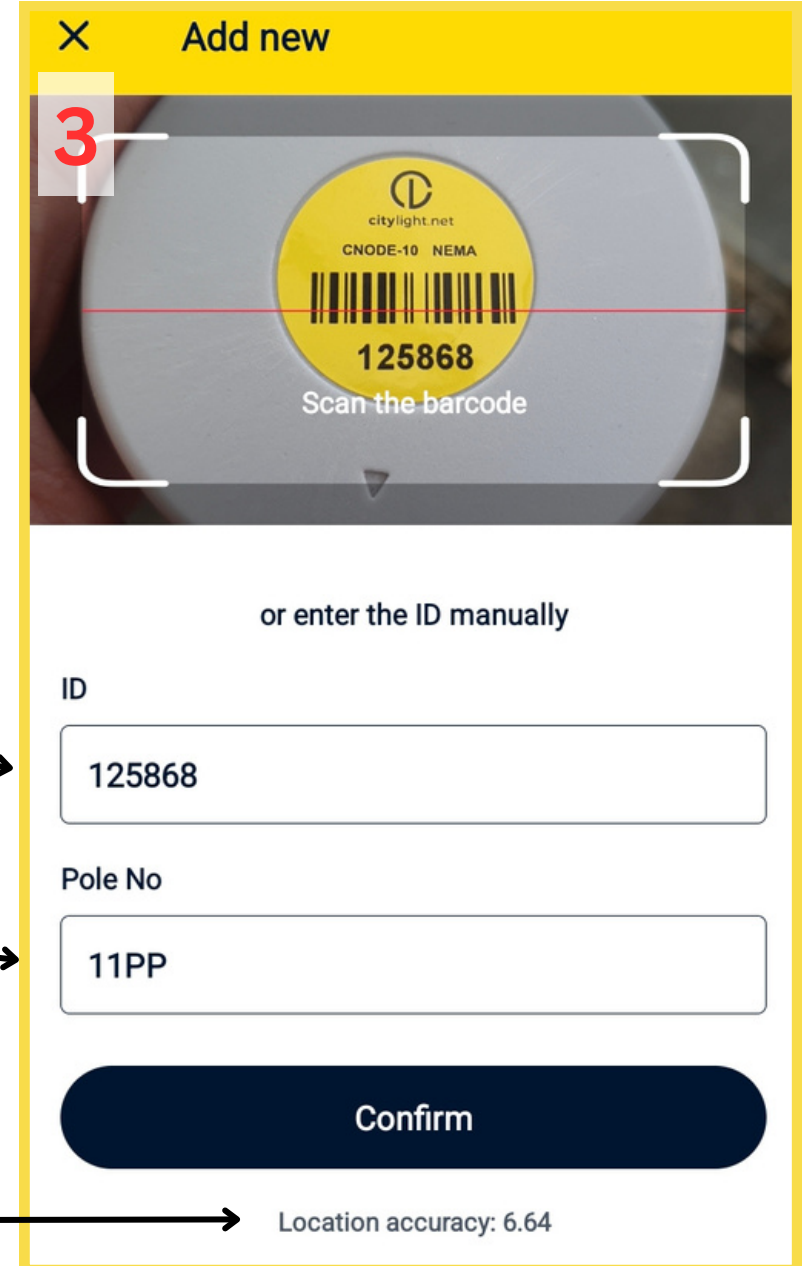 Add new
3
citylight.net
CNODE-10 NEMA
125868
Scan the barcode
or enter the ID manually
ID
125868
Pole No
11PP
Confirm
Location accuracy: 6.64